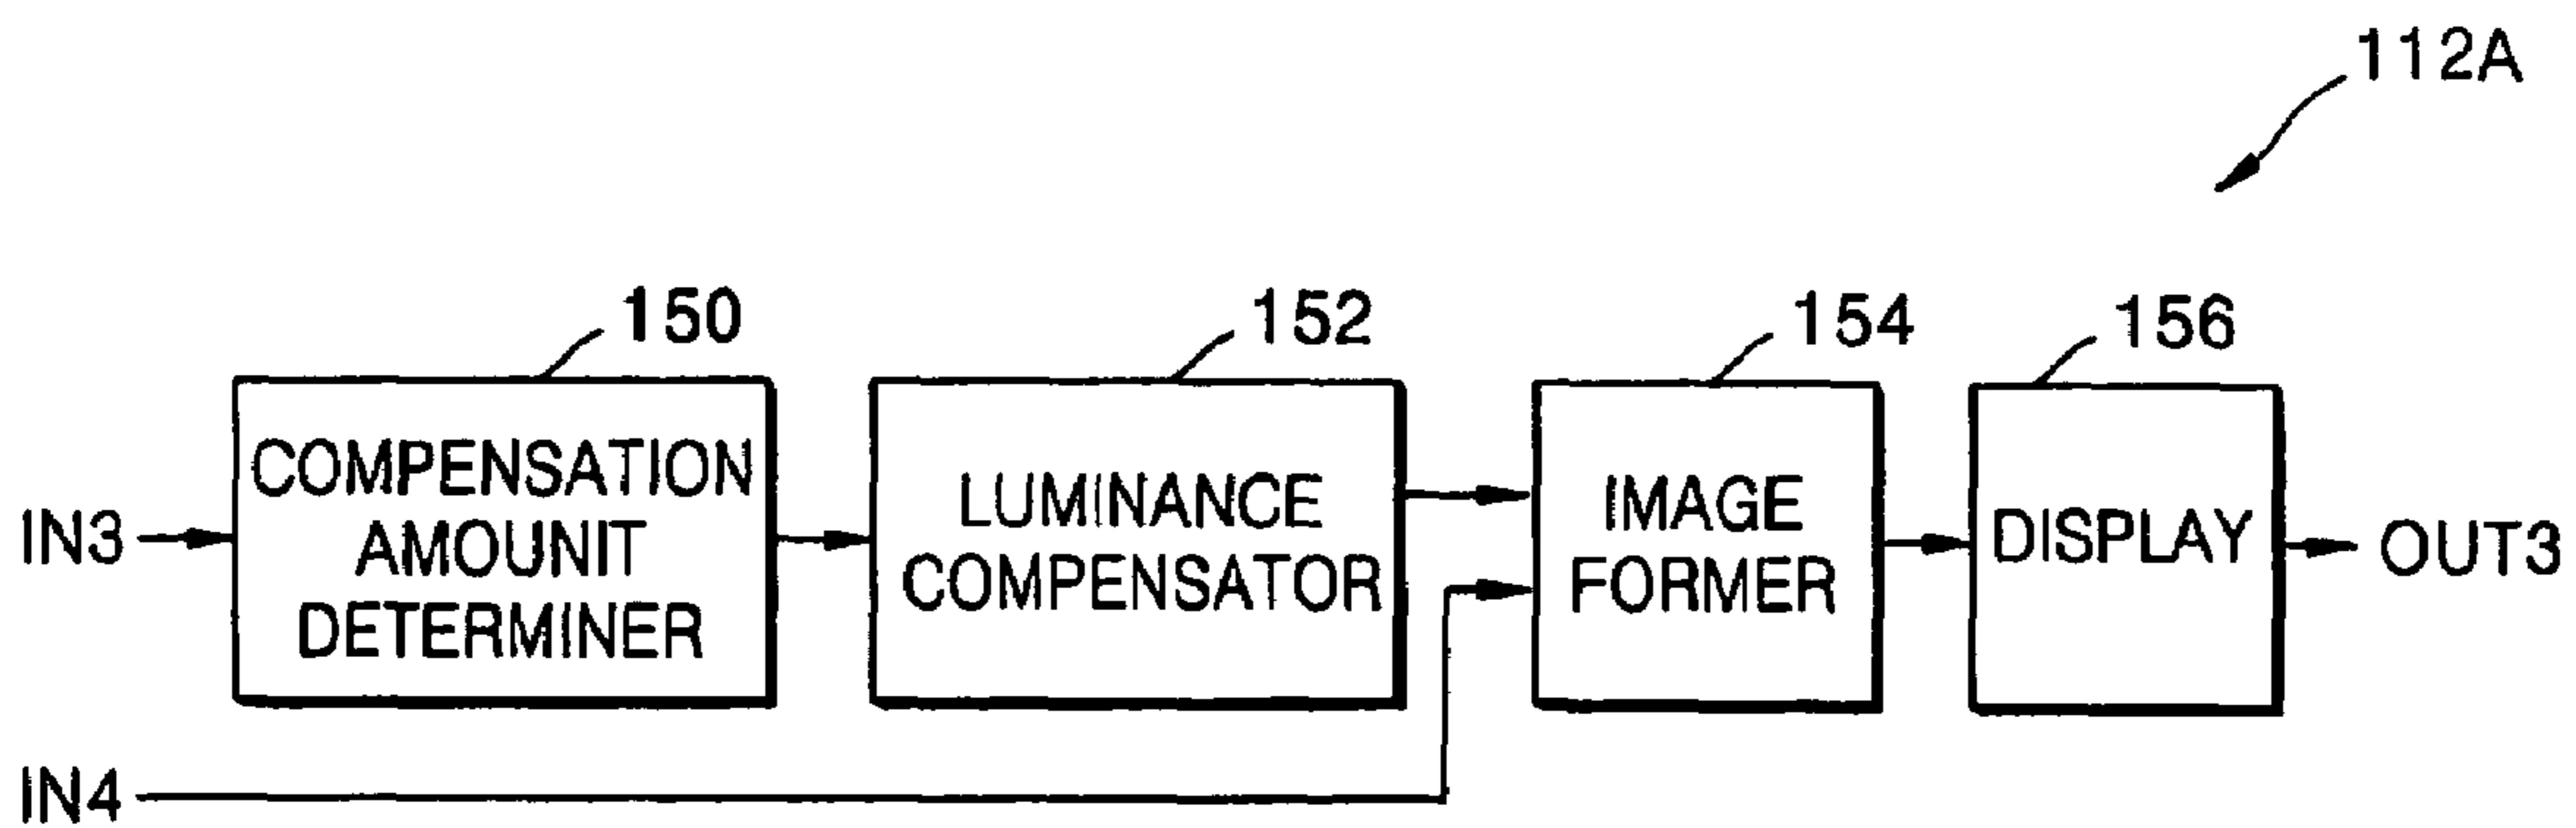 112A
150
152
154
156
COMPENSATION
AMOUNIT
DETERMINER
LUMINANCE
COMPENSATOR
IMAGE
FORMER
DISPLAY
IN3
OUT3
IN4